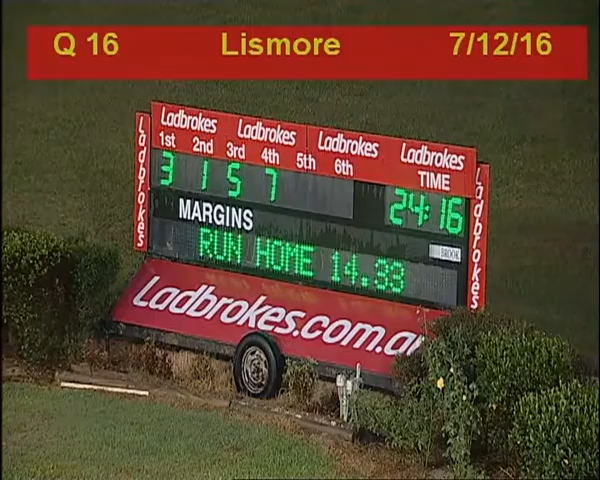 Q 16 Lismore 7/12/16
Ladbrokes Ladbrokes Ladbrokes Ladbrokes
1st 2nd 3rd 4th 5th 6th TIME
3 1 5 7 24:16
MARGINS
BROOK
RUN HOME 14.33
Ladbrokes
Ladbrokes
Ladbrokes.com.au